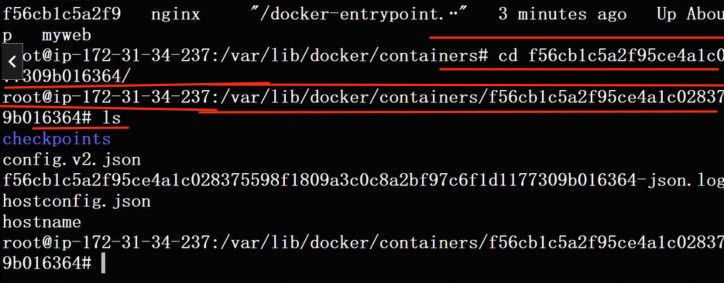 f56cb1c5a2f9   nginx     "/docker-entrypoint.…"   3 minutes ago   Up Abou
p   myweb
root@ip-172-31-34-237:/var/lib/docker/containers# cd f56cb1c5a2f95ce4a1c0
309b016364/
root@ip-172-31-34-237:/var/lib/docker/containers/f56cb1c5a2f95ce4a1c02837
9b016364# ls
checkpoints
config.v2.json
f56cb1c5a2f95ce4a1c028375598f1809a3c0c8a2bf97c6f1d1177309b016364-json.log
hostconfig.json
hostname
root@ip-172-31-34-237:/var/lib/docker/containers/f56cb1c5a2f95ce4a1c02837
9b016364#